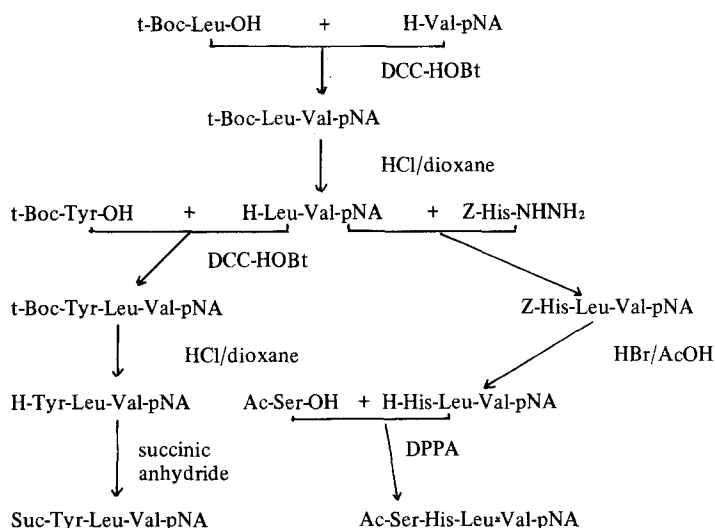 t-Boc-Leu-OH + H-Val-pNA
DCC-HOBt
t-Boc-Leu-Val-pNA
HCl/dioxane
t-Boc-Tyr-OH + H-Leu-Val-pNA + Z-His-NHNH₂
DCC-HOBt
t-Boc-Tyr-Leu-Val-pNA Z-His-Leu-Val-pNA
HCl/dioxane HBr/AcOH
H-Tyr-Leu-Val-pNA Ac-Ser-OH + H-His-Leu-Val-pNA
succinic DPPA
anhydride
Suc-Tyr-Leu-Val-pNA Ac-Ser-His-Leu-Val-pNA